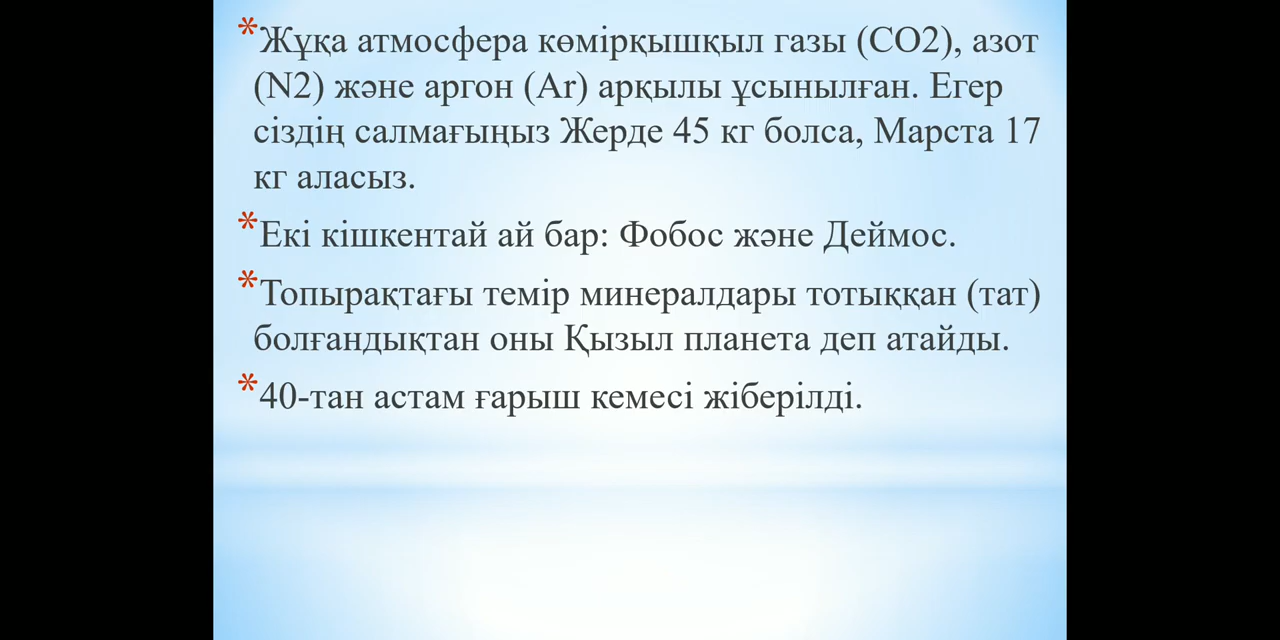 *Жұқа атмосфера көмірқышқыл газы (CO2), азот
(N2) және аргон (Ar) арқылы ұсынылған. Егер
сіздің салмағыңыз Жерде 45 кг болса, Марста 17
кг аласыз.
*Екі кішкентай ай бар: Фобос және Деймос.
*Топырақтағы темір минералдары тотыққан (тат)
болғандықтан оны Қызыл планета деп атайды.
*40-тан астам ғарыш кемесі жіберілді.